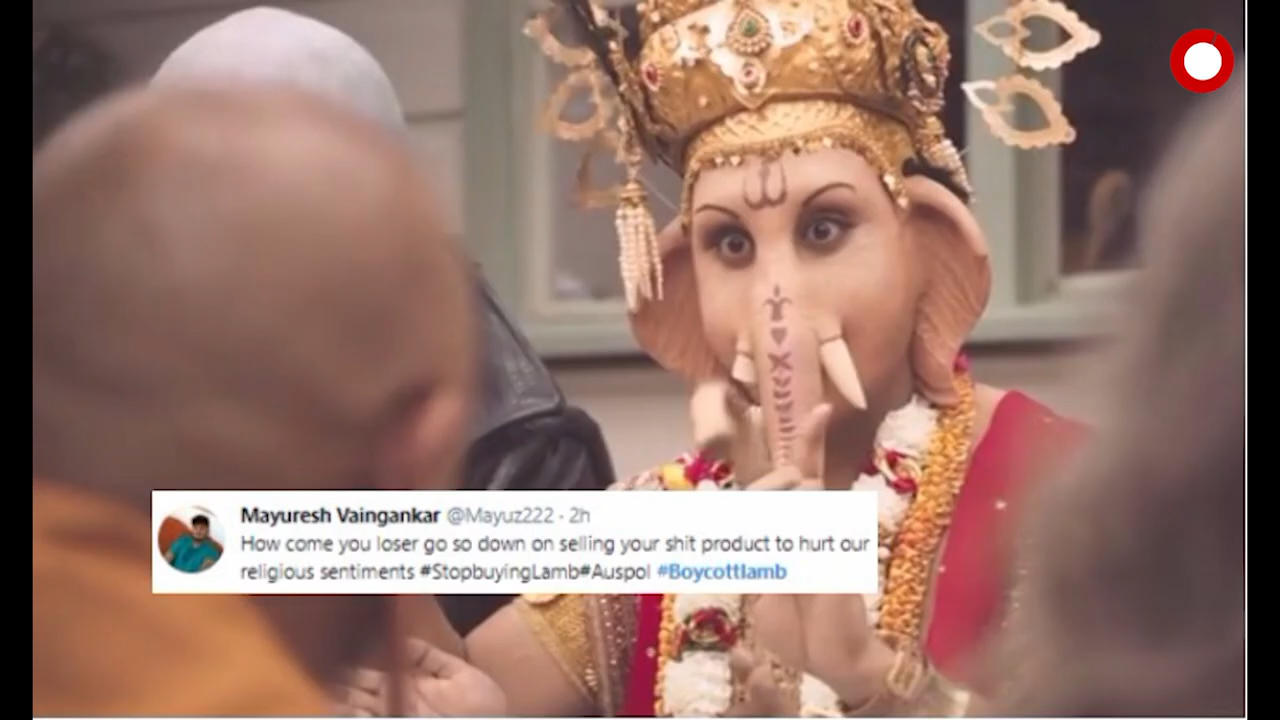 Mayuresh Vaingankar @Mayuz222 · 2h
How come you loser go so down on selling your shit product to hurt our
religious sentiments #StopbuyingLamb#Auspol #Boycottlamb